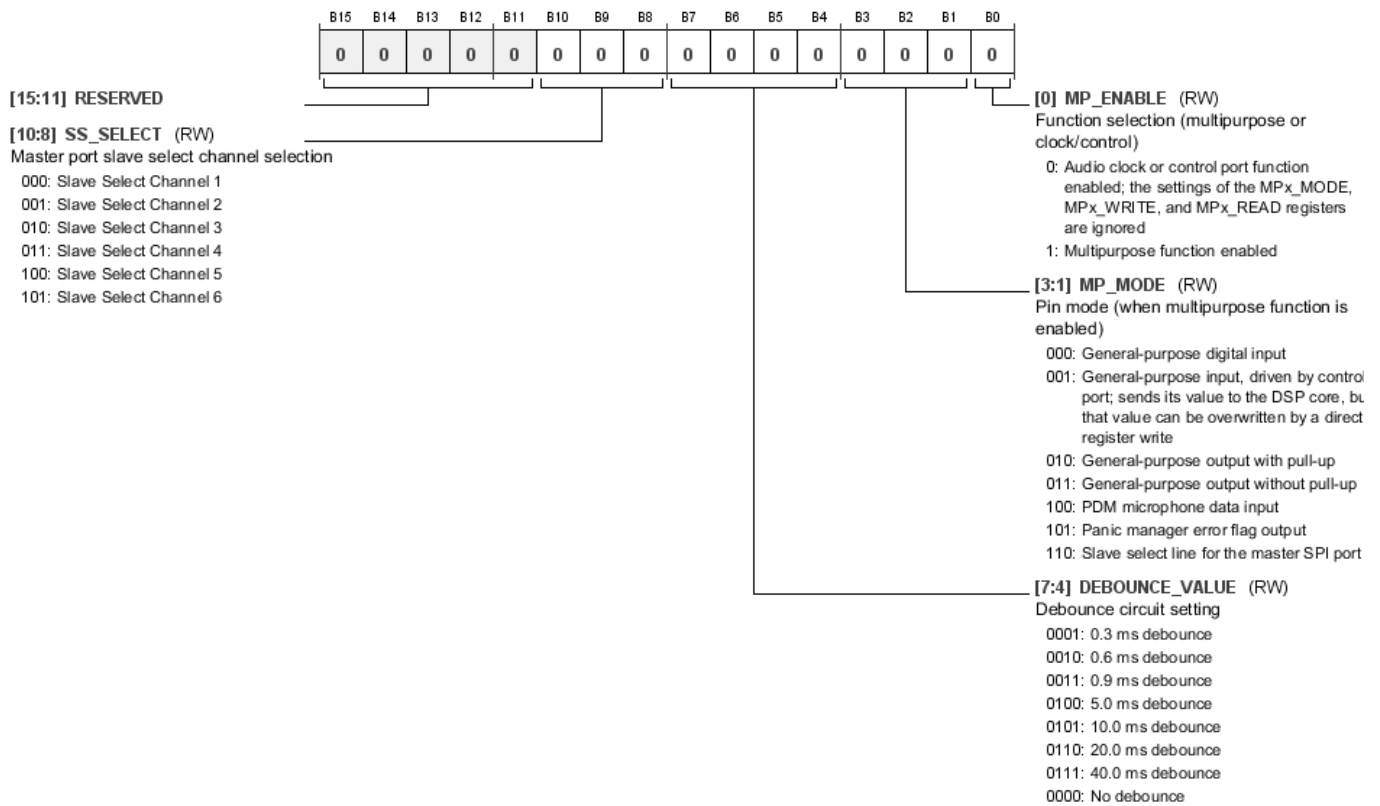 B15 B14 B13 B12 B11 B10 B9 B8 B7 B6 B5 B4 B3 B2 B1 B0
0 0 0 0 0 0 0 0 0 0 0 0 0 0 0 0
[15:11] RESERVED
[10:8] SS_SELECT (RW)
Master port slave select channel selection
000: Slave Select Channel 1
001: Slave Select Channel 2
010: Slave Select Channel 3
011: Slave Select Channel 4
100: Slave Select Channel 5
101: Slave Select Channel 6
[0] MP_ENABLE (RW)
Function selection (multipurpose or
clock/control)
0: Audio clock or control port function
enabled; the settings of the MPx_MODE,
MPx_WRITE, and MPx_READ registers
are ignored
1: Multipurpose function enabled
[3:1] MP_MODE (RW)
Pin mode (when multipurpose function is
enabled)
000: General-purpose digital input
001: General-purpose input, driven by control
port; sends its value to the DSP core, bu
that value can be overwritten by a direct
register write
010: General-purpose output with pull-up
011: General-purpose output without pull-up
100: PDM microphone data input
101: Panic manager error flag output
110: Slave select line for the master SPI port
[7:4] DEBOUNCE_VALUE (RW)
Debounce circuit setting
0001: 0.3 ms debounce
0010: 0.6 ms debounce
0011: 0.9 ms debounce
0100: 5.0 ms debounce
0101: 10.0 ms debounce
0110: 20.0 ms debounce
0111: 40.0 ms debounce
0000: No debounce